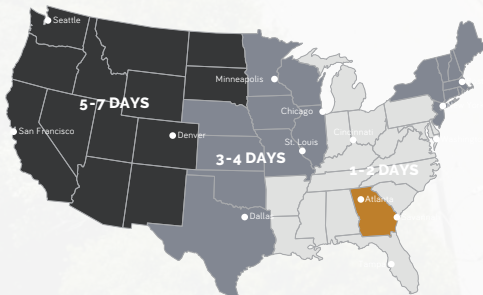 Seattle
Minneapolis
5-7 DAYS
Chicago
San Francisco
Denver
Cincinnati
St. Louis
3-4 DAYS
1-2 DAYS
Atlanta
Dallas